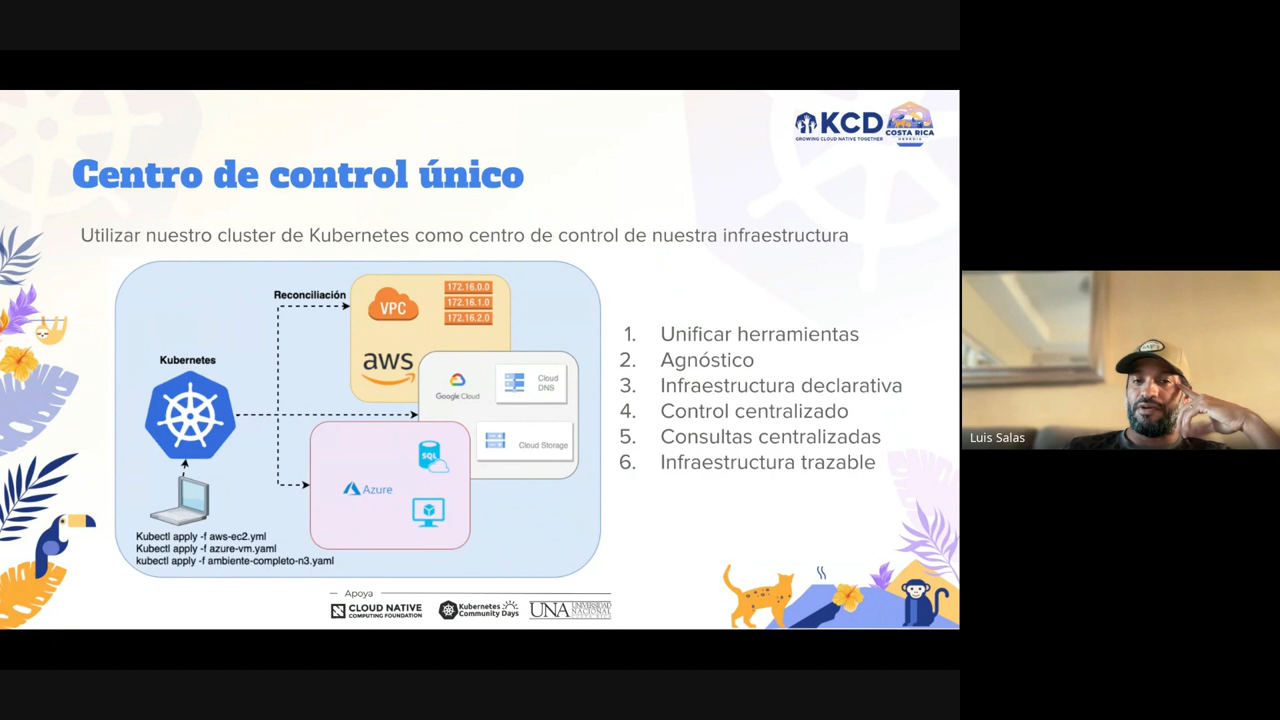 KCD
GROWING CLOUD NATIVE TOGETHER
COSTA RICA
HEREDIA
Centro de control único
Utilizar nuestro cluster de Kubernetes como centro de control de nuestra infraestructura
Reconciliación
VPC
172.16.0.0
172.16.1.0
172.16.2.0
aws
Kubernetes
Google Cloud
Cloud
DNS
Cloud Storage
SQL
Azure
Kubectl apply -f aws-ec2.yml
Kubectl apply -f azure-vm.yaml
kubectl apply -f ambiente-completo-n3.yaml
1. Unificar herramientas
2. Agnóstico
3. Infraestructura declarativa
4. Control centralizado
5. Consultas centralizadas
6. Infraestructura trazable
Luis Salas
Apoya
CLOUD NATIVE
COMPUTING FOUNDATION
Kubernetes
Community Days
UNA
UNIVERSIDAD
NACIONAL
COSTA RICA